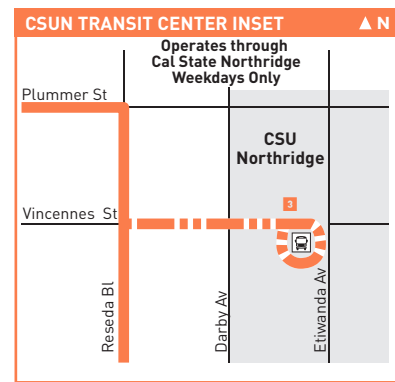 CSUN TRANSIT CENTER INSET
▲ N
Operates through
Cal State Northridge
Weekdays Only
Plummer St
CSU
Northridge
3
Vincennes St
Reseda Bl
Darby Av
Etiwanda Av